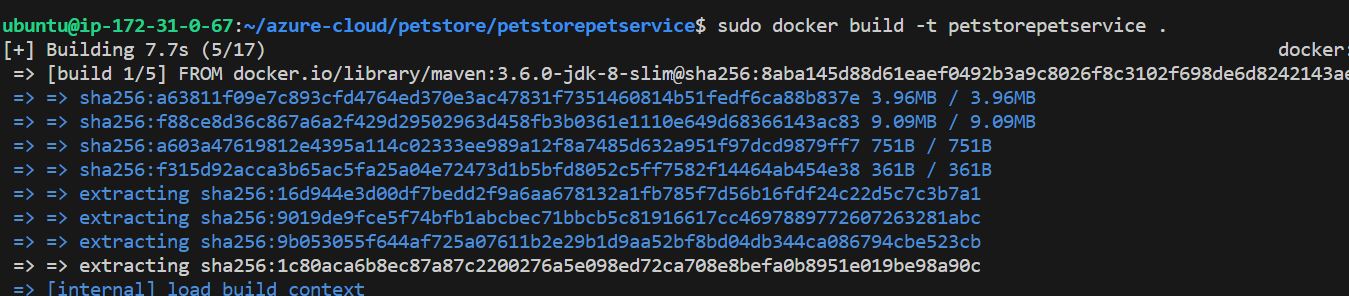 ubuntu@ip-172-31-0-67:~/azure-cloud/petstore/petstorepetservice$ sudo docker build -t petstorepetservice .
[+] Building 7.7s (5/17) docker:
=> [build 1/5] FROM docker.io/library/maven:3.6.0-jdk-8-slim@sha256:8aba145d88d61eaef0492b3a9c8026f8c3102f698de6d8242143ae
=> => sha256:a63811f09e7c893cfd4764ed370e3ac47831f7351460814b51fedf6ca88b837e 3.96MB / 3.96MB
=> => sha256:f88ce8d36c867a6a2f429d29502963d458fb3b0361e1110e649d68366143ac83 9.09MB / 9.09MB
=> => sha256:a603a47619812e4395a114c02333ee989a12f8a7485d632a951f97dcd9879ff7 751B / 751B
=> => sha256:f315d92acca3b65ac5fa25a04e72473d1b5bfd8052c5ff7582f14464ab454e38 361B / 361B
=> => extracting sha256:16d944e3d00df7bedd2f9a6aa678132a1fb785f7d56b16fdf24c22d5c7c3b7a1
=> => extracting sha256:9019de9fce5f74bfb1abcbec71bbcb5c81916617cc4697889772607263281abc
=> => extracting sha256:9b053055f644af725a07611b2e29b1d9aa52bf8bd04db344ca086794cbe523cb
=> => extracting sha256:1c80aca6b8ec87a87c2200276a5e098ed72ca708e8befa0b8951e019be98a90c
=> [internal] load build context